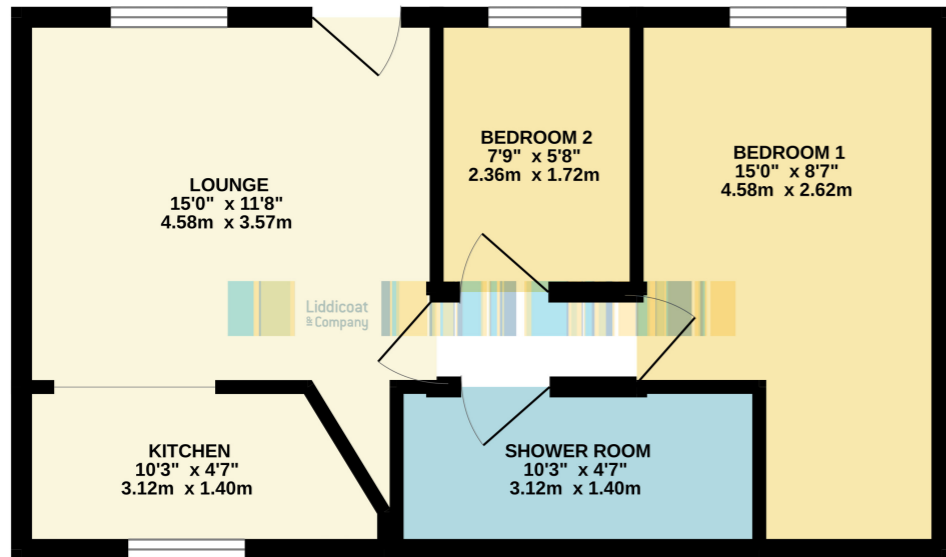 LOUNGE
15'0" x 11'8"
4.58m x 3.57m
BEDROOM 2
7'9" x 5'8"
2.36m x 1.72m
BEDROOM 1
15'0" x 8'7"
4.58m x 2.62m
Liddicoat
& Company
KITCHEN
10'3" x 4'7"
3.12m x 1.40m
SHOWER ROOM
10'3" x 4'7"
3.12m x 1.40m